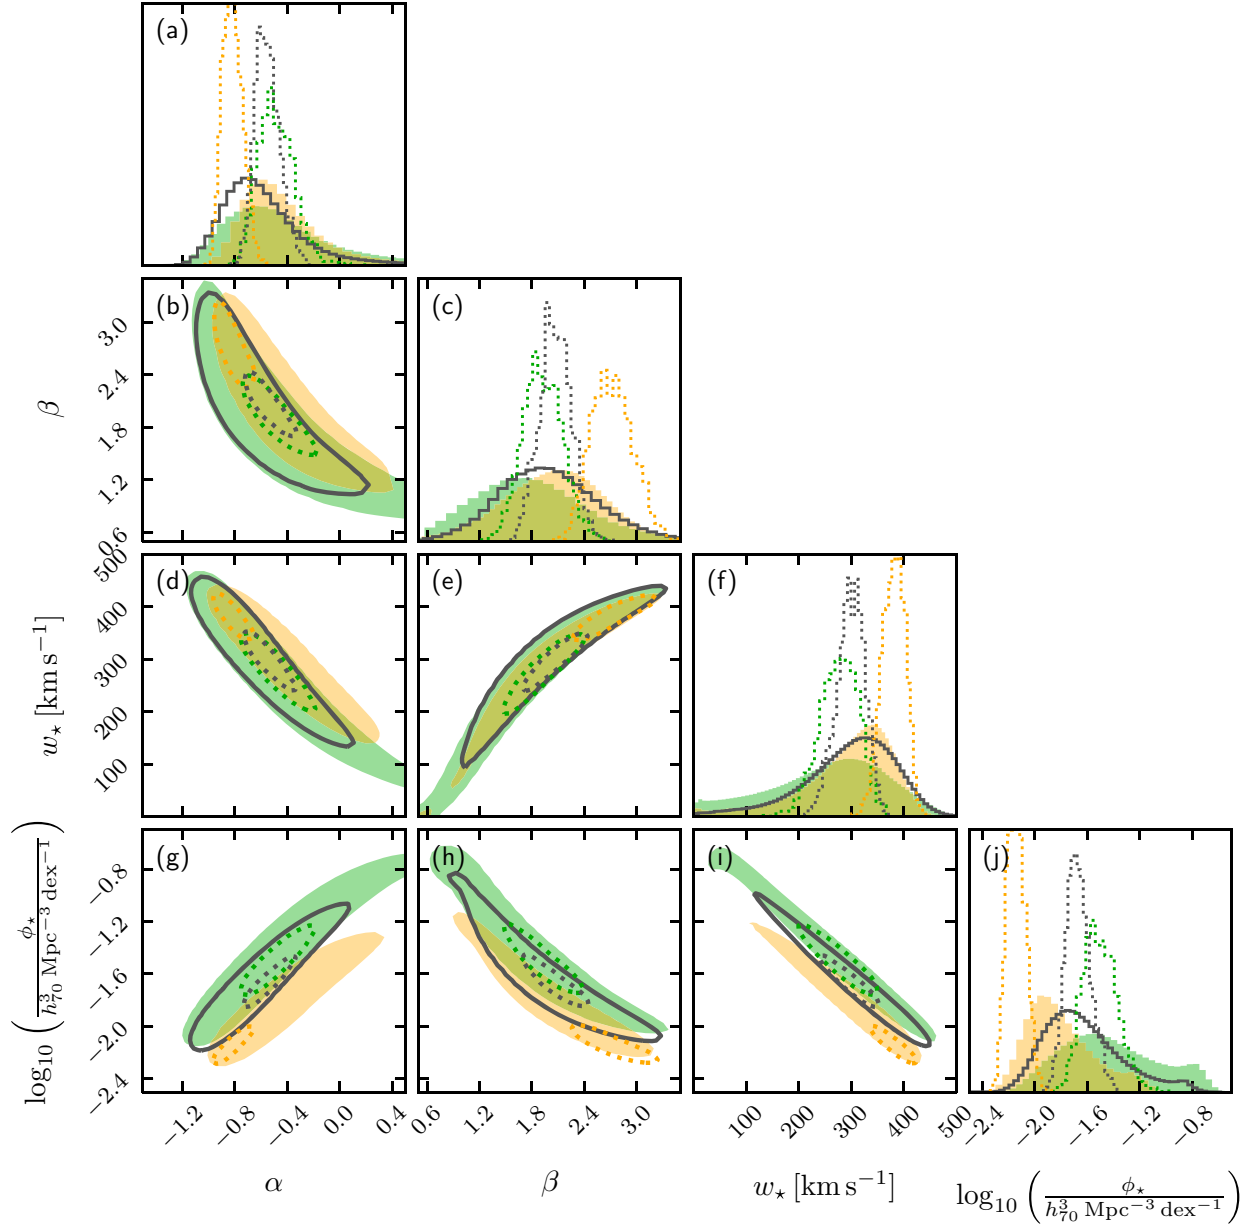 (a)
(b)
(c)
3.0
2.4
1.8
1.2
0.6
β
(d)
(e)
(f)
500
400
300
200
100
w⋆ [km s⁻¹]
(g)
(h)
(i)
(j)
−0.8
−1.2
−1.6
−2.0
−2.4
log₁₀ (φ⋆ / h³₇₀ Mpc⁻³ dex⁻¹)
−1.2 −0.8 −0.4 0.0 0.4
0.6 1.2 1.8 2.4 3.0
100 200 300 400 500
−2.4 −2.0 −1.6 −1.2 −0.8
α
β
w⋆ [km s⁻¹]
log₁₀ (φ⋆ / h³₇₀ Mpc⁻³ dex⁻¹)